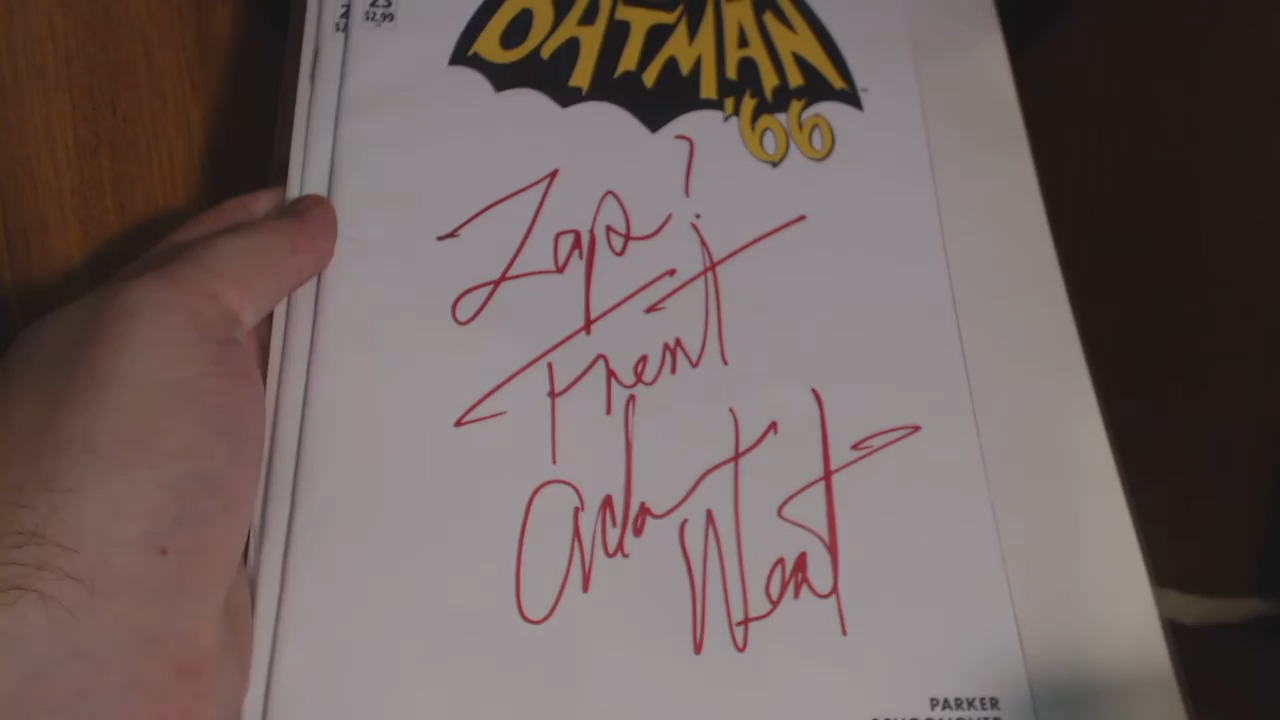 23
$2.99
BATMAN
'66
Zap!
Trent
Adam West
PARKER